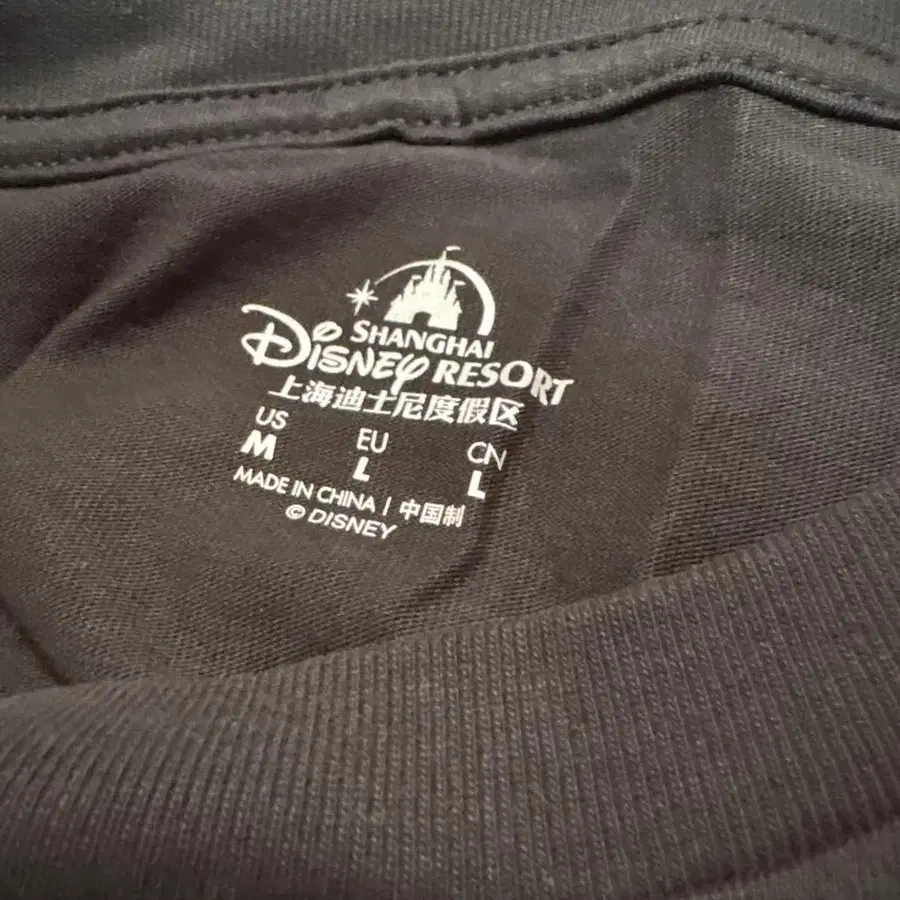 SHANGHAI
DISNEY RESORT
上海迪士尼度假区
US EU CN
M L L
MADE IN CHINA | 中国制
© DISNEY